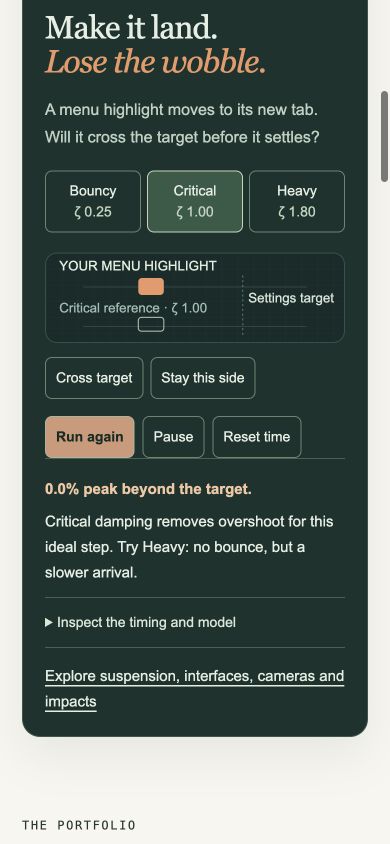 Make it land.
Lose the wobble.
A menu highlight moves to its new tab.
Will it cross the target before it settles?
Bouncy
ζ 0.25
Critical
ζ 1.00
Heavy
ζ 1.80
YOUR MENU HIGHLIGHT
Settings target
Critical reference · ζ 1.00
Cross target
Stay this side
Run again
Pause
Reset time
0.0% peak beyond the target.
Critical damping removes overshoot for this
ideal step. Try Heavy: no bounce, but a
slower arrival.
Inspect the timing and model
Explore suspension, interfaces, cameras and
impacts
THE PORTFOLIO